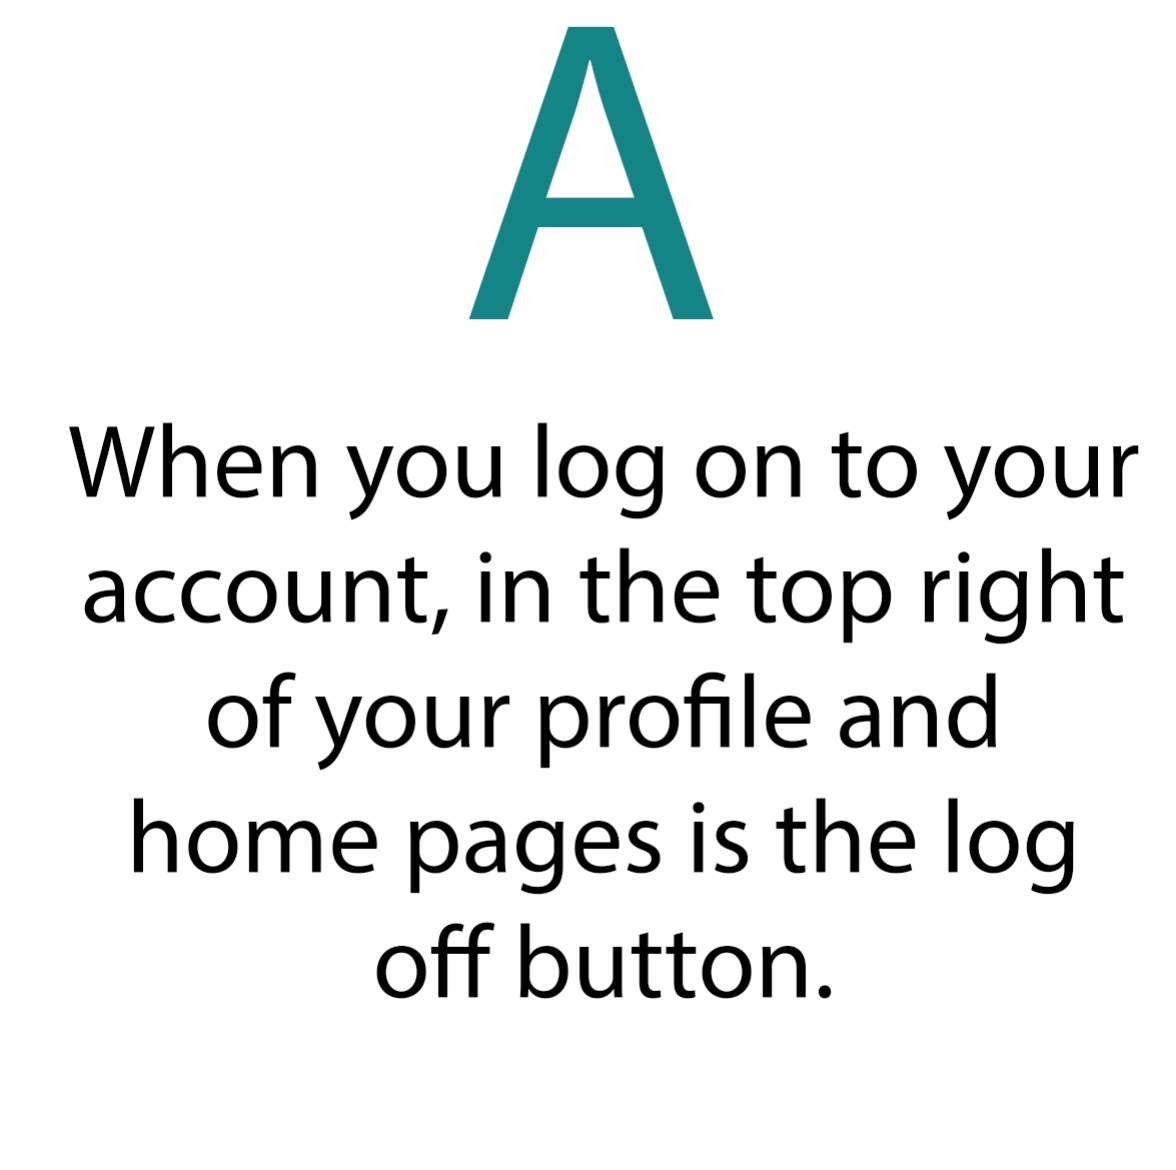 A
When you log on to your
account, in the top right
of your profile and
home pages is the log
off button.